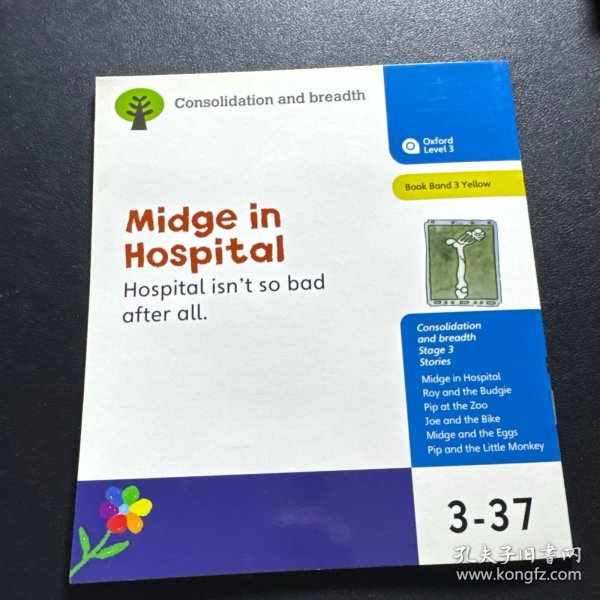 Consolidation and breadth
Oxford
Level 3
Book Band 3 Yellow
Midge in
Hospital
Hospital isn't so bad
after all.
Consolidation
and breadth
Stage 3
Stories
Midge in Hospital
Roy and the Budgie
Pip at the Zoo
Joe and the Bike
Midge and the Eggs
Pip and the Little Monkey
3-37
孔夫子旧书网
www.kongfz.com